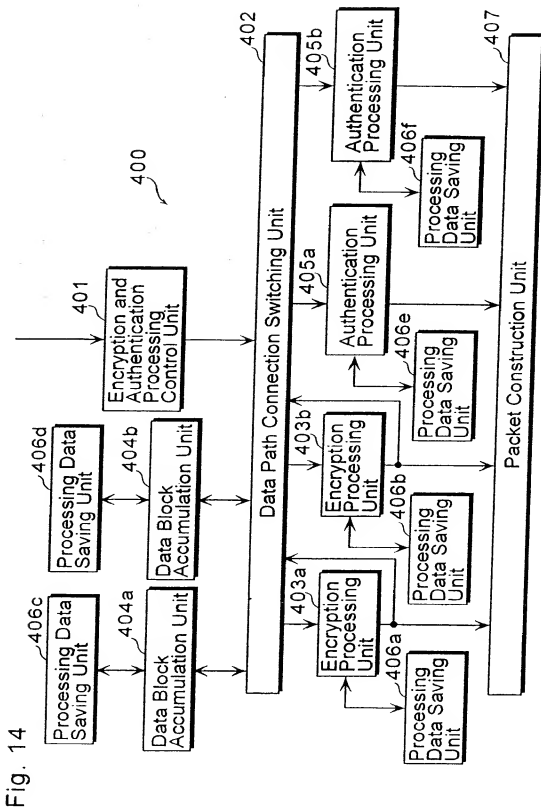 Fig. 14
400
406c
Processing Data
Saving Unit
406d
Processing Data
Saving Unit
404a
Data Block
Accumulation Unit
404b
Data Block
Accumulation Unit
401
Encryption and
Authentication
Processing
Control Unit
402
Data Path Connection Switching Unit
403a
Encryption
Processing
Unit
403b
Encryption
Processing
Unit
405a
Authentication
Processing Unit
405b
Authentication
Processing Unit
406a
Processing
Data Saving
Unit
406b
Processing
Data Saving
Unit
406e
Processing
Data Saving
Unit
406f
Processing
Data Saving
Unit
407
Packet Construction Unit